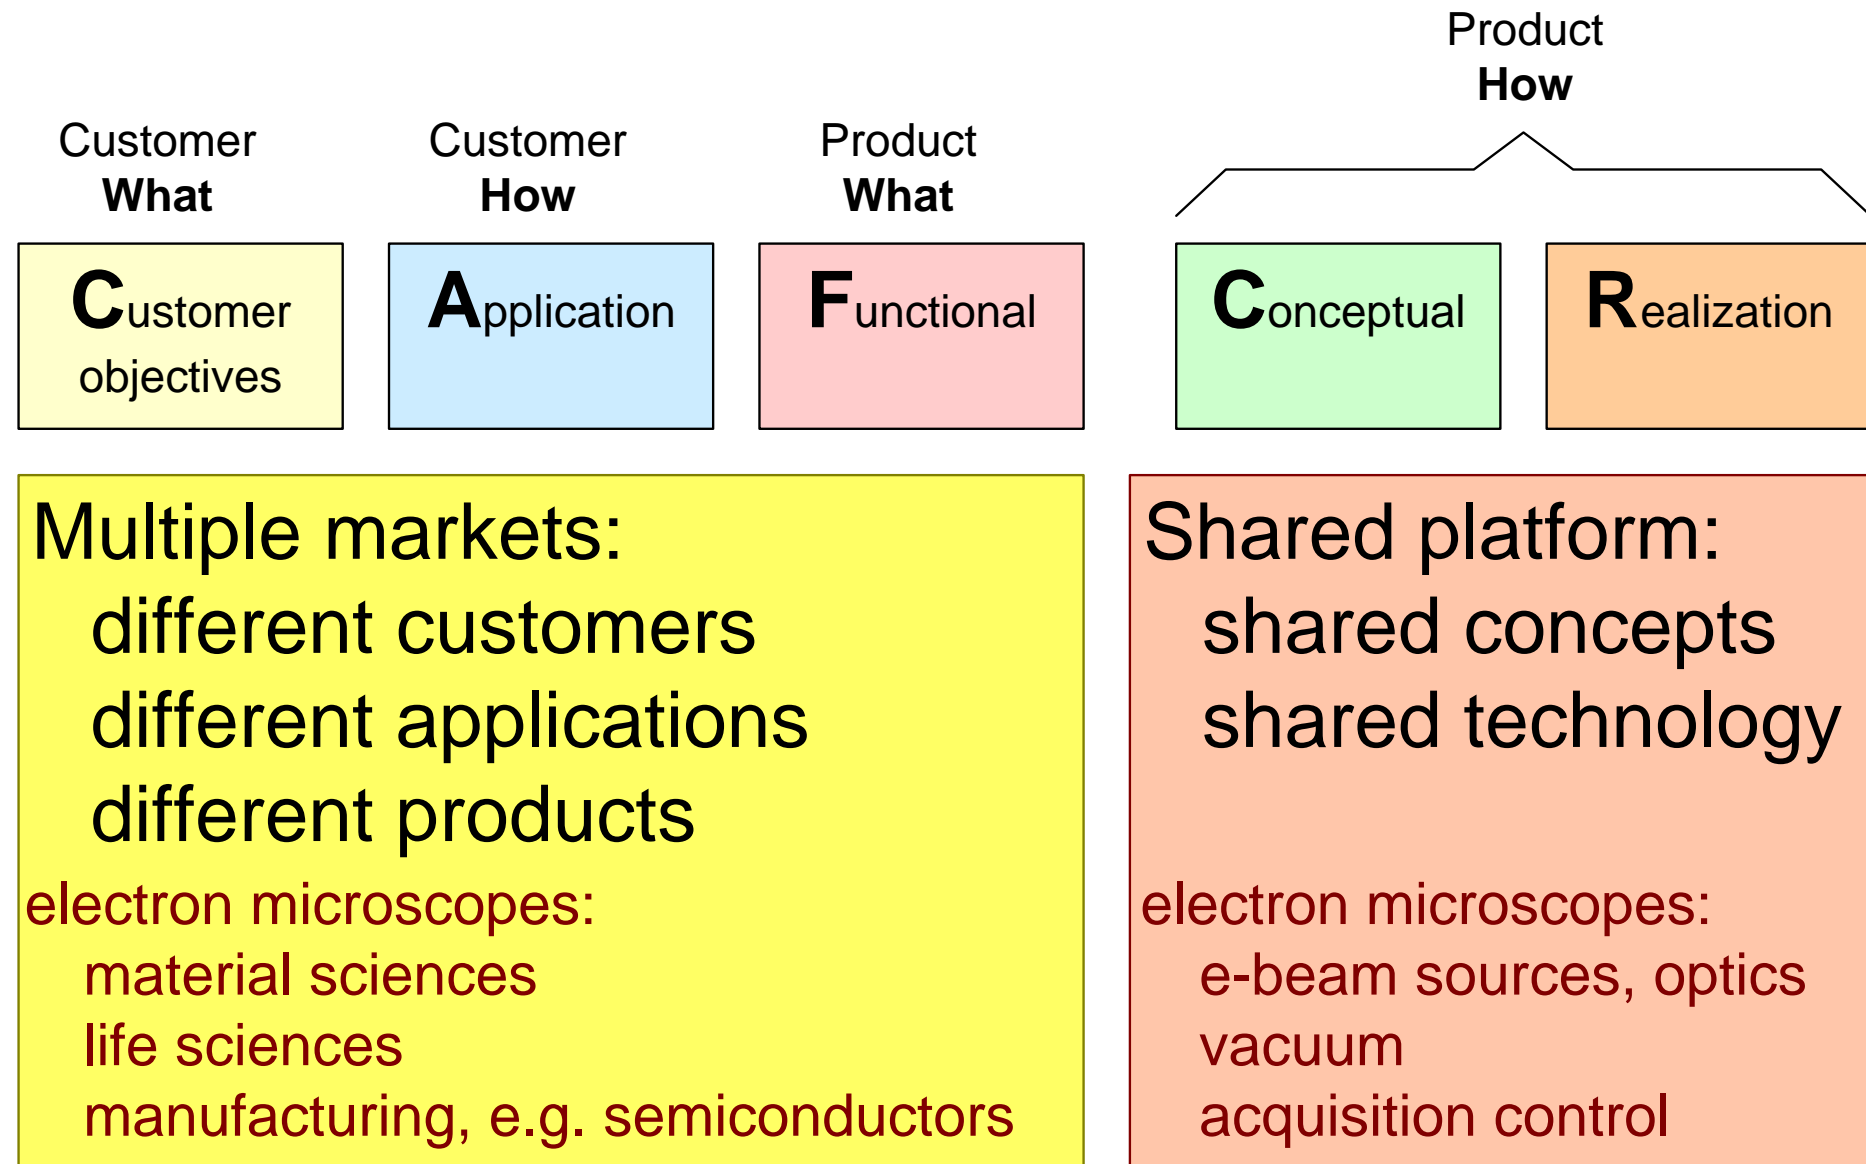 Product
How
Customer
What
Customer
How
Product
What
Customer
objectives
Application
Functional
Conceptual
Realization
Multiple markets:
different customers
different applications
different products
electron microscopes:
material sciences
life sciences
manufacturing, e.g. semiconductors
Shared platform:
shared concepts
shared technology
electron microscopes:
e-beam sources, optics
vacuum
acquisition control